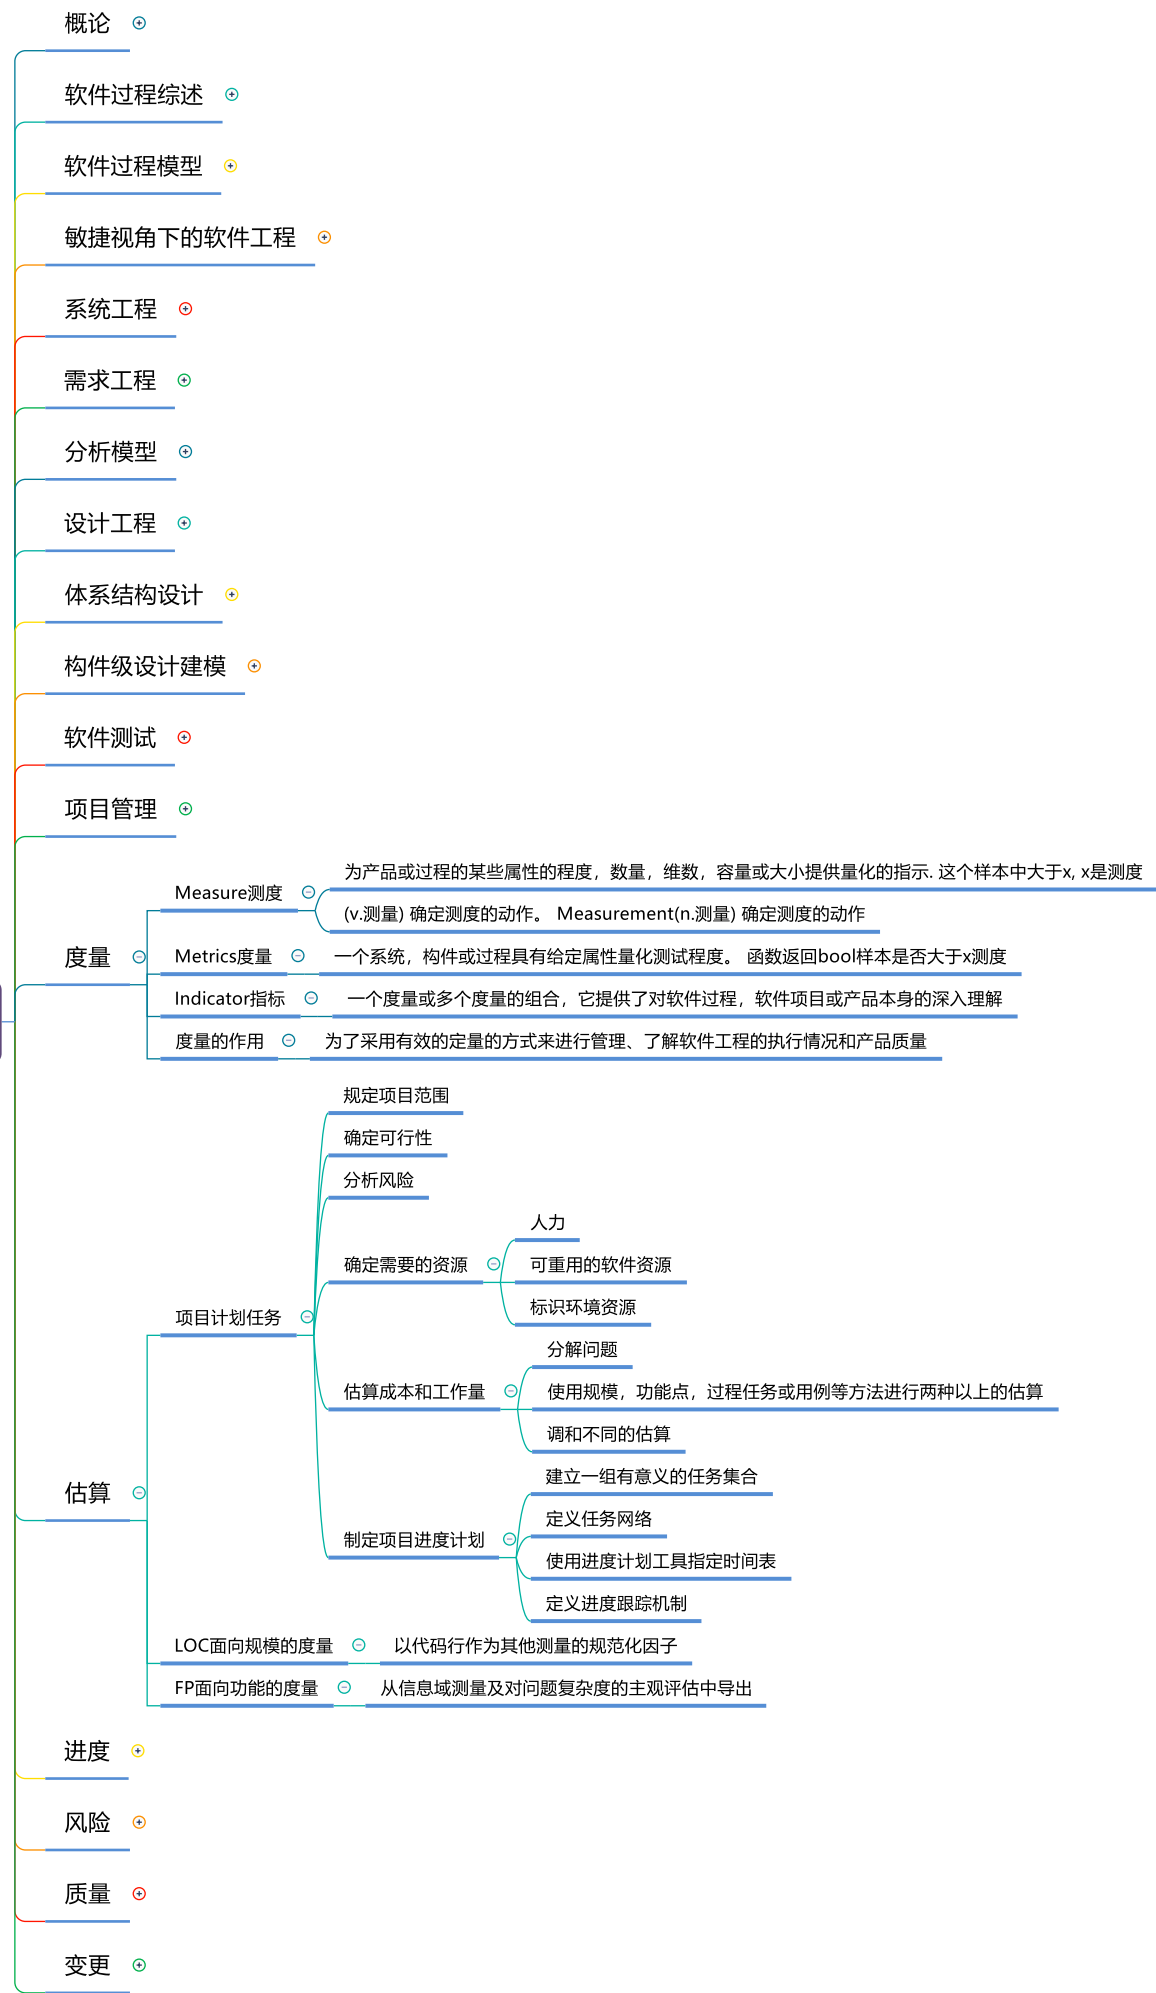 概论
软件过程综述
软件过程模型
敏捷视角下的软件工程
系统工程
需求工程
分析模型
设计工程
体系结构设计
构件级设计建模
软件测试
项目管理
度量
Measure测度
为产品或过程的某些属性的程度，数量，维数，容量或大小提供量化的指示. 这个样本中大于x, x是测度
(v.测量) 确定测度的动作。 Measurement(n.测量) 确定测度的动作
Metrics度量
一个系统，构件或过程具有给定属性量化测试程度。 函数返回bool样本是否大于x测度
Indicator指标
一个度量或多个度量的组合，它提供了对软件过程，软件项目或产品本身的深入理解
度量的作用
为了采用有效的定量的方式来进行管理、了解软件工程的执行情况和产品质量
估算
项目计划任务
规定项目范围
确定可行性
分析风险
确定需要的资源
人力
可重用的软件资源
标识环境资源
估算成本和工作量
分解问题
使用规模，功能点，过程任务或用例等方法进行两种以上的估算
调和不同的估算
制定项目进度计划
建立一组有意义的任务集合
定义任务网络
使用进度计划工具指定时间表
定义进度跟踪机制
LOC面向规模的度量
以代码行作为其他测量的规范化因子
FP面向功能的度量
从信息域测量及对问题复杂度的主观评估中导出
进度
风险
质量
变更